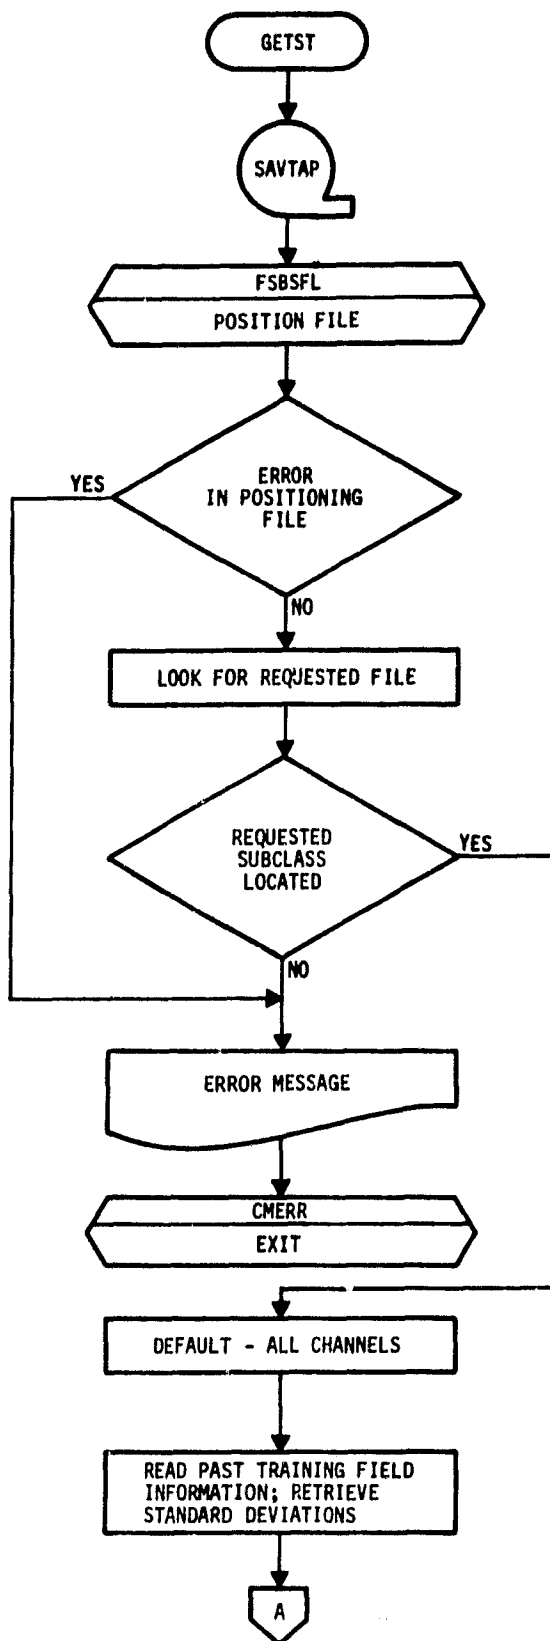 GETST
SAVTAP
FSBSFL
POSITION FILE
YES
ERROR
IN POSITIONING
FILE
NO
LOOK FOR REQUESTED FILE
REQUESTED
SUBCLASS
LOCATED
YES
NO
ERROR MESSAGE
CMERR
EXIT
DEFAULT - ALL CHANNELS
READ PAST TRAINING FIELD
INFORMATION; RETRIEVE
STANDARD DEVIATIONS
A